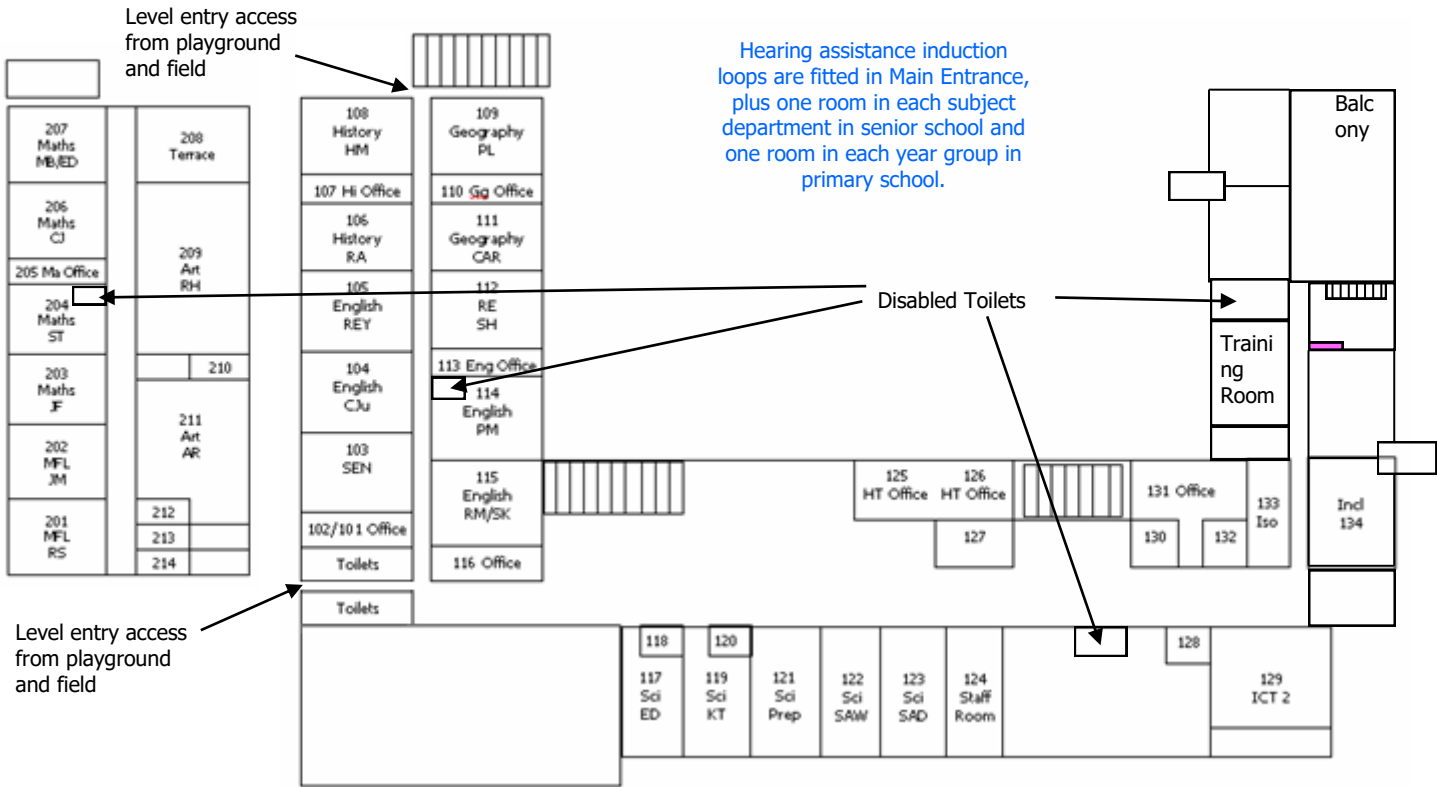 Level entry access
from playground
and field
Hearing assistance induction
loops are fitted in Main Entrance,
plus one room in each subject
department in senior school and
one room in each year group in
primary school.
Balc
ony
207
Maths
MB/ED
206
Maths
CJ
205 Ma Office
204
Maths
ST
203
Maths
JF
202
MFL
JM
201
MFL
RS
208
Terrace
209
Art
RH
210
211
Art
AR
212
213
214
108
History
HM
107 Hi Office
106
History
RA
105
English
REY
104
English
CJu
103
SEN
102/101 Office
Toilets
Toilets
109
Geography
PL
110 Gg Office
111
Geography
CAR
112
RE
SH
113 Eng Office
114
English
PM
115
English
RM/SK
116 Office
Disabled Toilets
Traini
ng
Room
125
HT Office
126
HT Office
127
131 Office
130
132
133
Iso
Incl
134
Level entry access
from playground
and field
118
117
Sci
ED
120
119
Sci
KT
121
Sci
Prep
122
Sci
SAW
123
Sci
SAD
124
Staff
Room
128
129
ICT 2